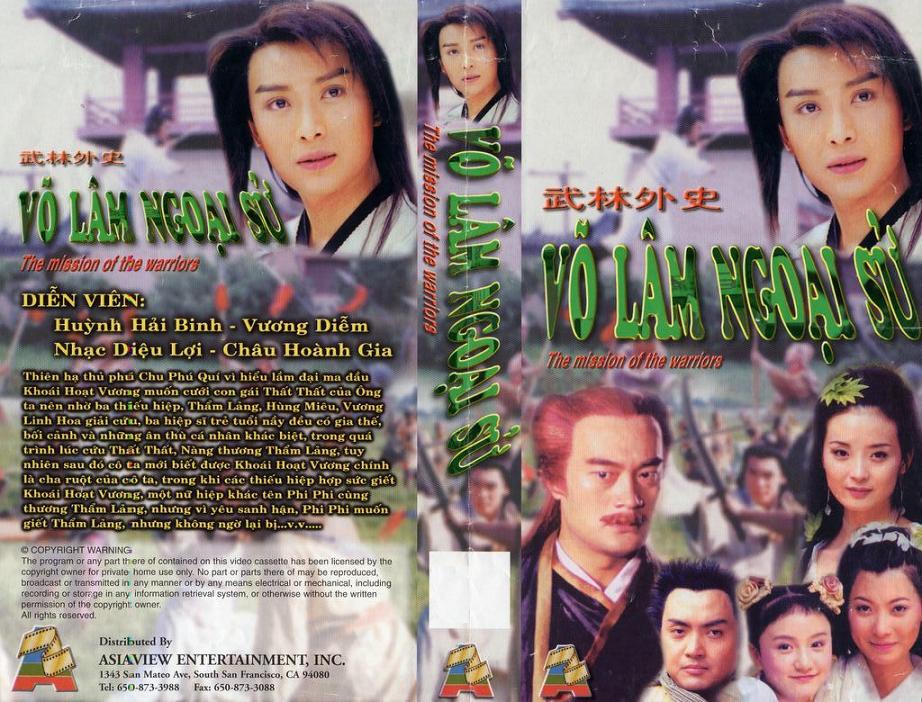 武林外史
VÕ LÂM NGOẠI SỬ
The mission of the warriors
DIỄN VIÊN:
Huỳnh Hải Binh - Vương Diễm
Nhạc Diệu Lợi - Châu Hoành Gia
Thiên hạ thủ phú Chu Phú Quí vì hiểu lầm đại ma đầu
Khoái Hoạt Vương muốn cưới con gái Thất Thất của Ông
ta nên nhờ ba thiếu hiệp, Thẩm Lãng, Hùng Miêu, Vương
Linh Hoa giải cứu, ba hiệp sĩ trẻ tuổi nầy đều có gia thế,
bối cảnh và những ân thù cá nhân khác biệt, trong quá
trình lúc cứu Thất Thất, Nàng thương Thẩm Lãng, tuy
nhiên sau đó cô ta mới biết được Khoái Hoạt Vương chính
là cha ruột của cô ta, trong khi các thiếu hiệp hợp sức giết
Khoái Hoạt Vương, một nữ hiệp khác tên Phi Phi cũng
thương Thẩm Lãng, nhưng vì yêu sanh hận, Phi Phi muốn
giết Thẩm Lãng, nhưng không ngờ lại bị...v.v.....
© COPYRIGHT WARNING
The program or any part there of contained on this video cassette has been licensed by the
copyright owner for private home use only. No part or parts there of may be reproduced,
broadcast or transmitted in any manner or by any means electrical or mechanical, including
recording or storage in any information retrieval system, or otherwise without the written
permission of the copyright owner.
All rights reserved.
Distributed By
ASIAVIEW ENTERTAINMENT, INC.
1343 San Mateo Ave, South San Francisco, CA 94080
Tel: 650-873-3988 Fax: 650-873-3088
VÕ LÂM NGOẠI SỬ
The mission of the warriors
武林外史
VÕ LÂM NGOẠI SỬ
The mission of the warriors